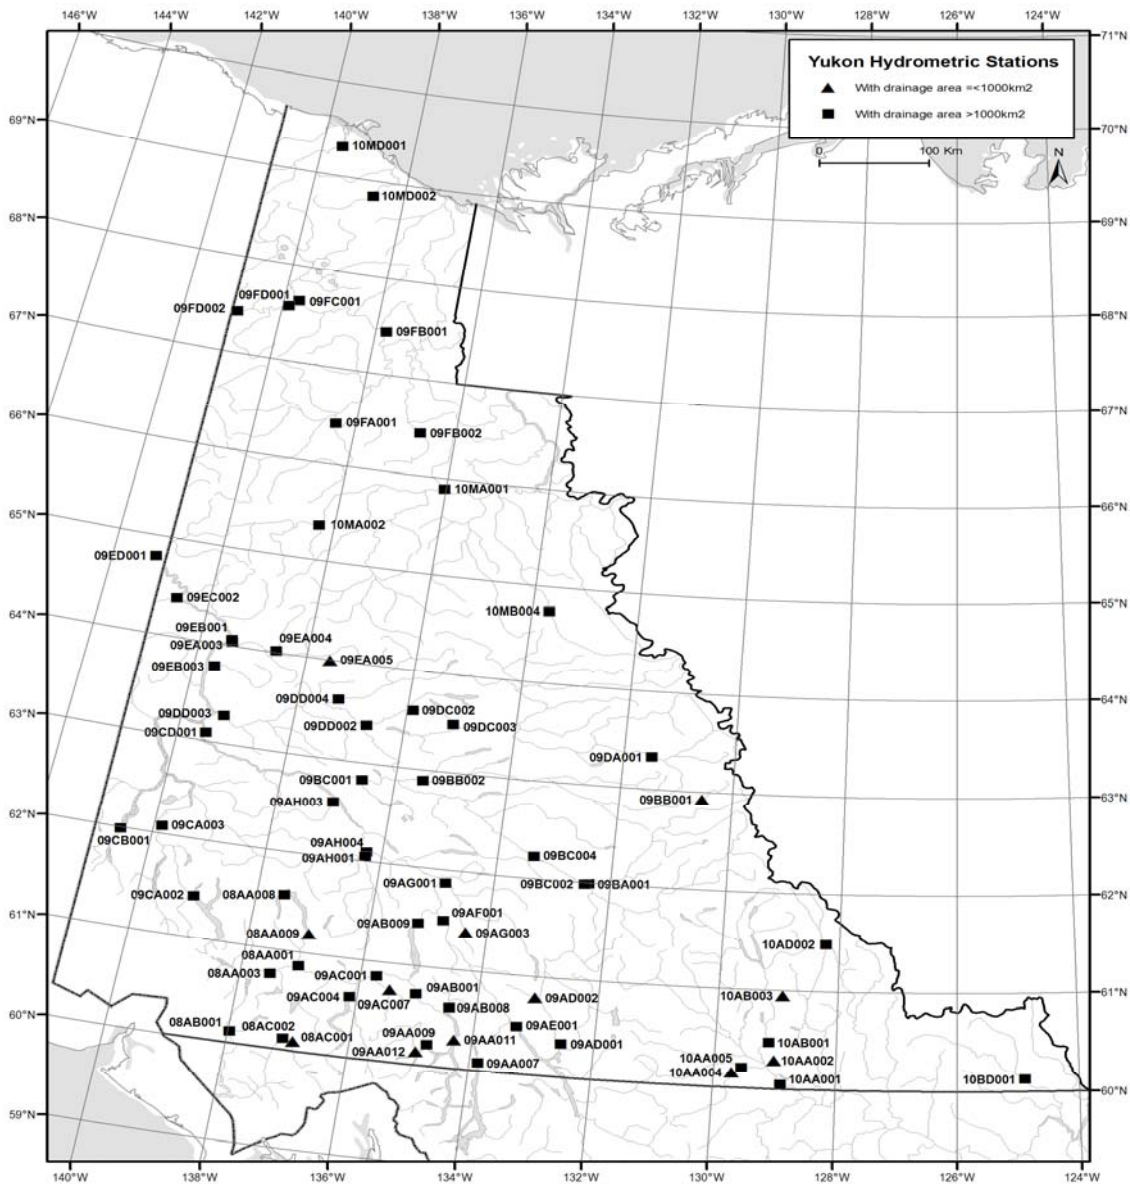 146°W 144°W 142°W 140°W 138°W 136°W 134°W 132°W 130°W 128°W 126°W 124°W
71°N
Yukon Hydrometric Stations
With drainage area =<1000km2
With drainage area >1000km2
69°N
70°N
10MD001
0 100 Km
N
10MD002
68°N
69°N
09FD001
09FC001
09FD002
67°N
68°N
09FB001
66°N
67°N
09FA001
09FB002
10MA001
65°N
66°N
10MA002
09ED001
09EC002
64°N
65°N
10MB004
09EB001
09EA004
09EA003
09EA005
09EB003
09DD004
64°N
63°N
09DD003
09DC002
09DD002
09DC003
09CD001
09DA001
09BC001
09BB002
09AH003
09BB001
63°N
62°N
09CA003
09CB001
09AH004
09AH001
09BC004
09AG001
09BC002
09BA001
09CA002
08AA008
62°N
61°N
09AF001
09AB009
08AA009
09AG003
10AD002
08AA001
08AA003
09AC001
09AC004
09AB001
09AD002
10AB003
61°N
09AC007
09AB008
60°N
08AB001
08AC002
08AC001
09AA009
09AE001
09AA011
09AD001
10AB001
09AA012
09AA007
10AA005
10AA002
10AA004
10AA001
10BD001
60°N
59°N
140°W 138°W 136°W 134°W 132°W 130°W 128°W 126°W 124°W